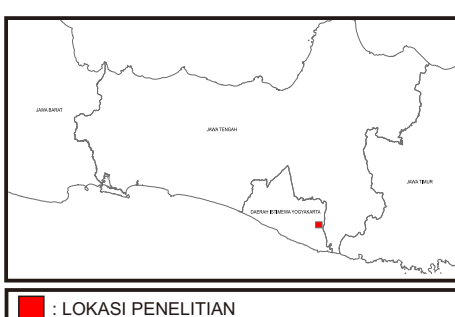 JAWA BARAT
JAWA TENGAH
JAWA TIMUR
DAERAH ISTIMEWA YOGYAKARTA
: LOKASI PENELITIAN